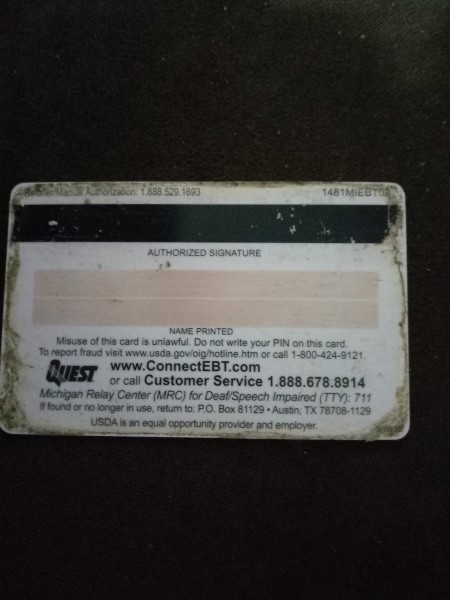 Retailer Manual Authorization: 1.888.529.1693
1481MIEBT02
AUTHORIZED SIGNATURE
NAME PRINTED
Misuse of this card is unlawful. Do not write your PIN on this card.
To report fraud visit www.usda.gov/oig/hotline.htm or call 1-800-424-9121.
QUEST
www.ConnectEBT.com
or call Customer Service 1.888.678.8914
Michigan Relay Center (MRC) for Deaf/Speech Impaired (TTY): 711
If found or no longer in use, return to: P.O. Box 81129 • Austin, TX 78708-1129
USDA is an equal opportunity provider and employer.